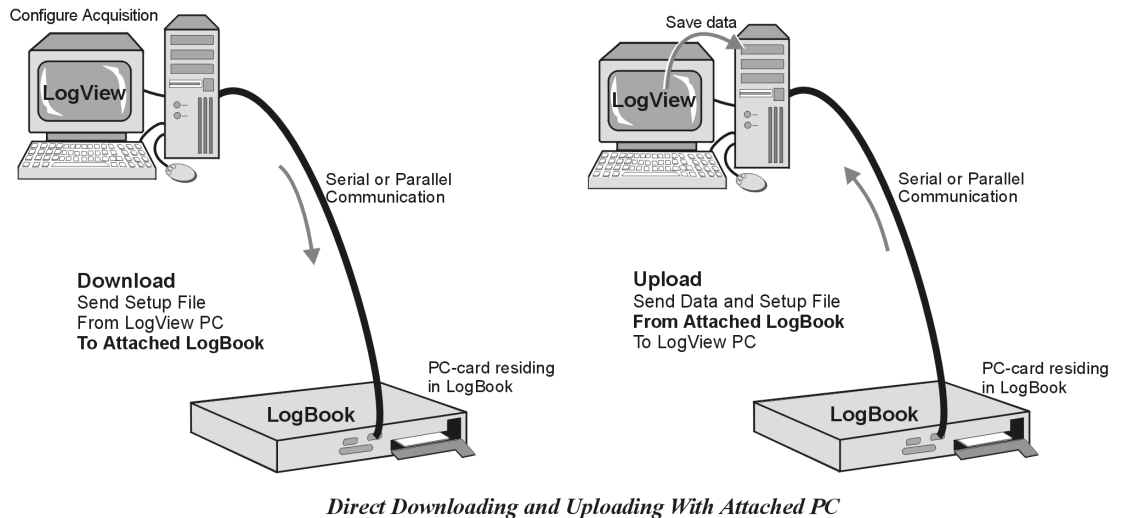 Configure Acquisition
LogView
Serial or Parallel
Communication
Download
Send Setup File
From LogView PC
To Attached LogBook
PC-card residing
in LogBook
LogBook
Save data
LogView
Serial or Parallel
Communication
Upload
Send Data and Setup File
From Attached LogBook
To LogView PC
PC-card residing
in LogBook
LogBook
Direct Downloading and Uploading With Attached PC